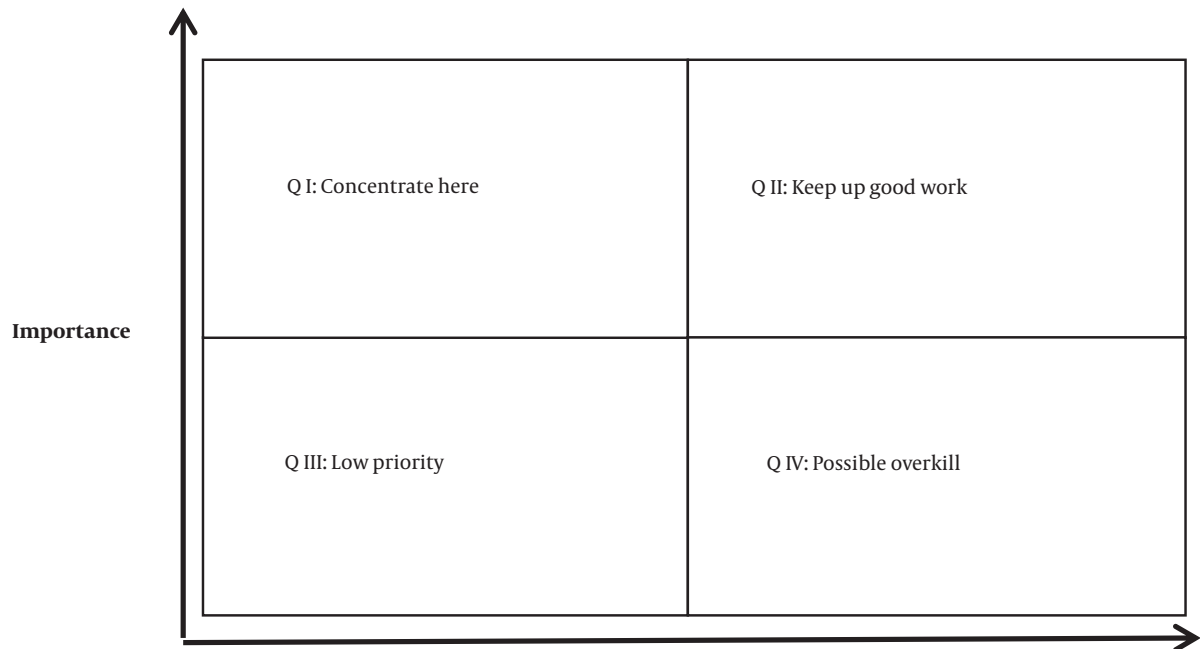 Q I: Concentrate here
Q II: Keep up good work
Importance
Q III: Low priority
Q IV: Possible overkill